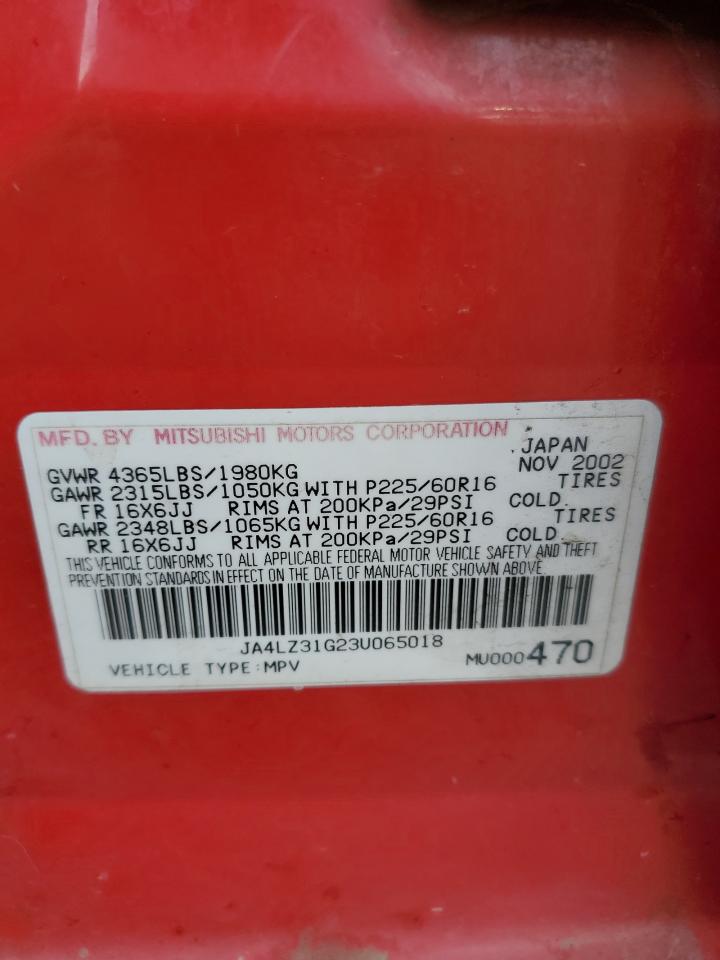 MFD. BY MITSUBISHI MOTORS CORPORATION JAPAN
GVWR 4365LBS/1980KG NOV 2002
GAWR 2315LBS/1050KG WITH P225/60R16 TIRES
FR 16X6JJ RIMS AT 200KPa/29PSI COLD
GAWR 2348LBS/1065KG WITH P225/60R16 TIRES
RR 16X6JJ RIMS AT 200KPa/29PSI COLD
THIS VEHICLE CONFORMS TO ALL APPLICABLE FEDERAL MOTOR VEHICLE SAFETY AND THEFT
PREVENTION STANDARDS IN EFFECT ON THE DATE OF MANUFACTURE SHOWN ABOVE.
JA4LZ31G23U065018
VEHICLE TYPE:MPV MU000470